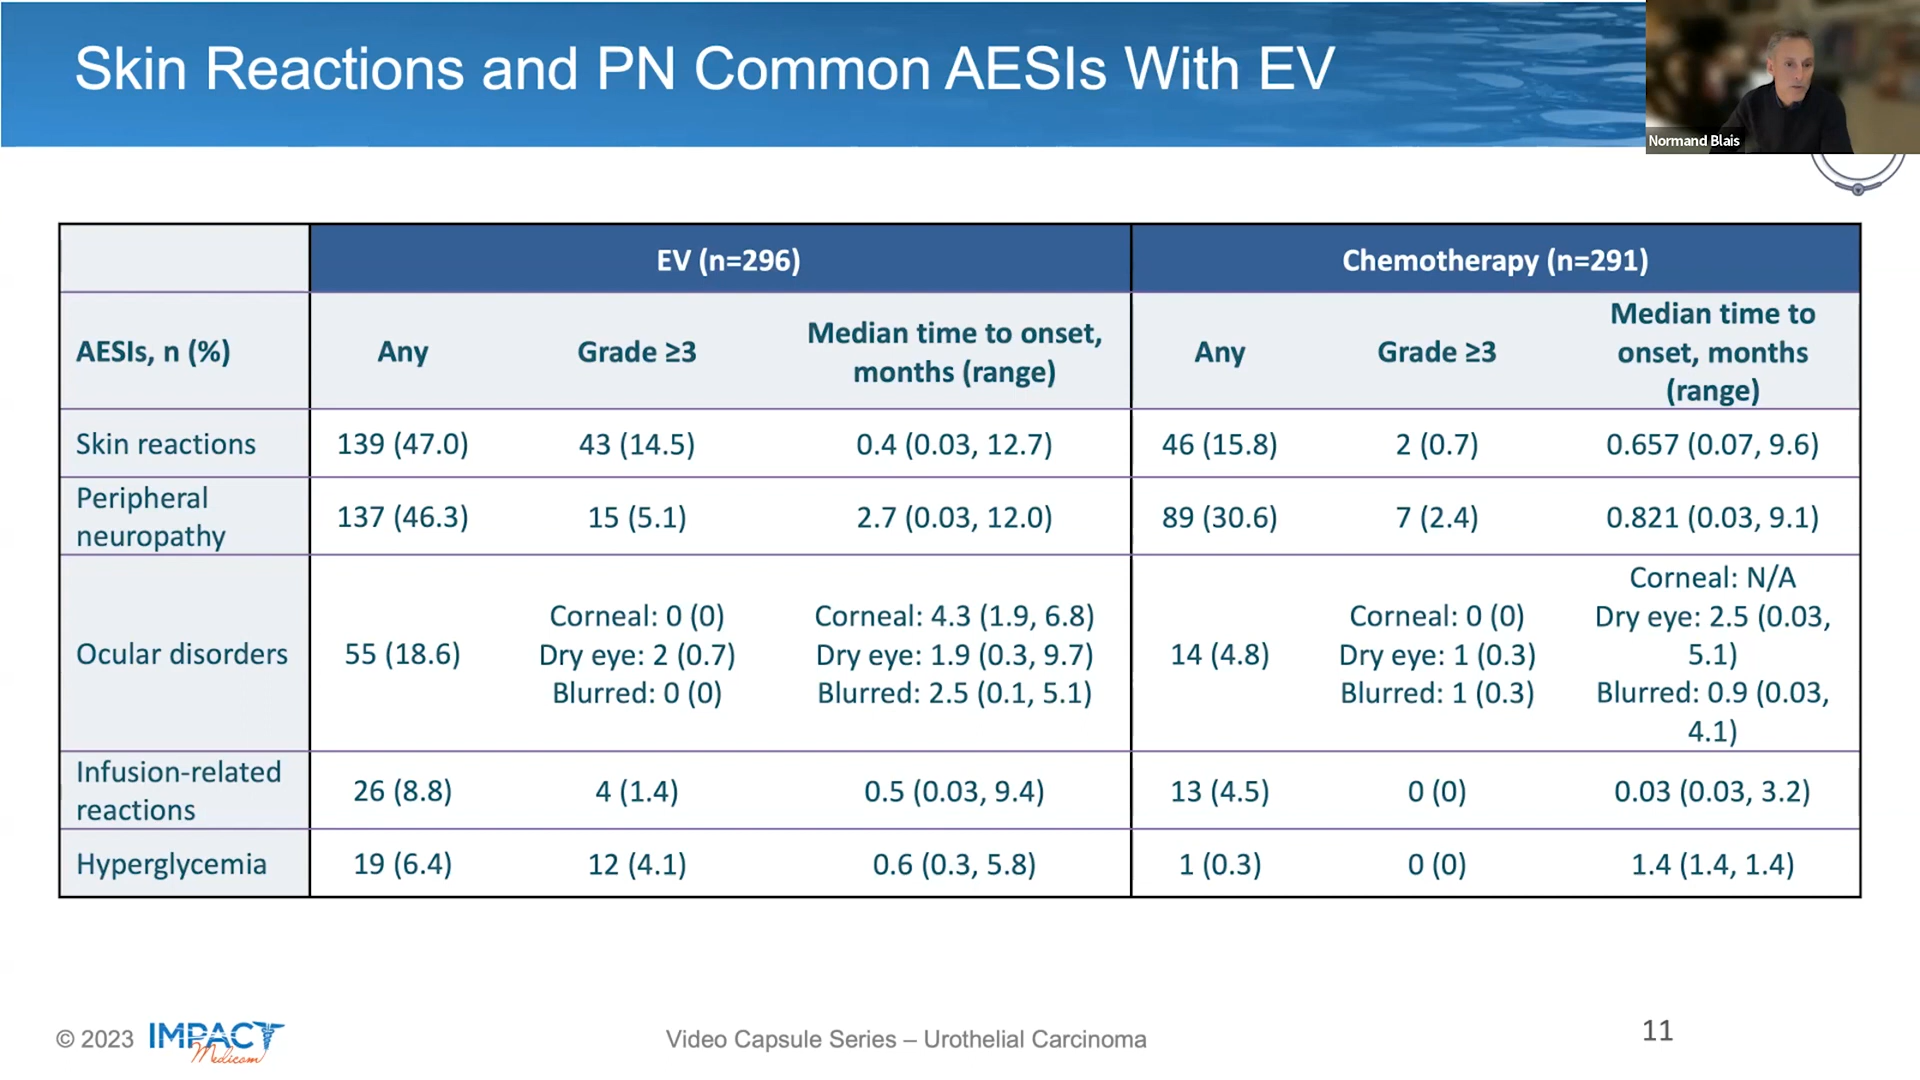 Skin Reactions and PN Common AESIs With EV
Normand Blais
EV (n=296)
Chemotherapy (n=291)
AESIs, n (%)
Any
Grade ≥3
Median time to onset,
months (range)
Any
Grade ≥3
Median time to
onset, months
(range)
Skin reactions
139 (47.0)
43 (14.5)
0.4 (0.03, 12.7)
46 (15.8)
2 (0.7)
0.657 (0.07, 9.6)
Peripheral
neuropathy
137 (46.3)
15 (5.1)
2.7 (0.03, 12.0)
89 (30.6)
7 (2.4)
0.821 (0.03, 9.1)
Ocular disorders
55 (18.6)
Corneal: 0 (0)
Dry eye: 2 (0.7)
Blurred: 0 (0)
Corneal: 4.3 (1.9, 6.8)
Dry eye: 1.9 (0.3, 9.7)
Blurred: 2.5 (0.1, 5.1)
14 (4.8)
Corneal: 0 (0)
Dry eye: 1 (0.3)
Blurred: 1 (0.3)
Corneal: N/A
Dry eye: 2.5 (0.03,
5.1)
Blurred: 0.9 (0.03,
4.1)
Infusion-related
reactions
26 (8.8)
4 (1.4)
0.5 (0.03, 9.4)
13 (4.5)
0 (0)
0.03 (0.03, 3.2)
Hyperglycemia
19 (6.4)
12 (4.1)
0.6 (0.3, 5.8)
1 (0.3)
0 (0)
1.4 (1.4, 1.4)
© 2023
IMPACT
Medicom
Video Capsule Series – Urothelial Carcinoma
11